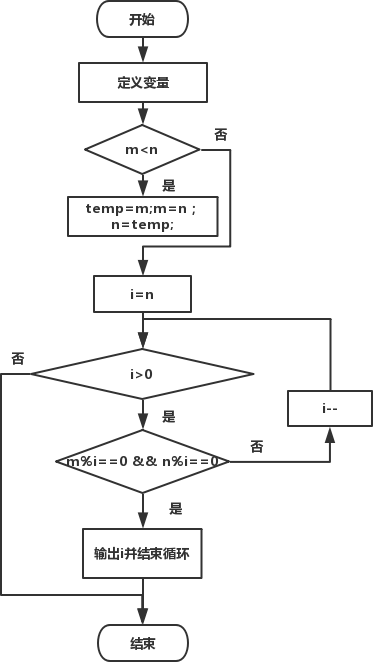 开始
定义变量
否
m<n
是
temp=m;m=n ;
n=temp;
i=n
否
i>0
i--
是
否
m%i==0 && n%i==0
是
输出i并结束循环
结束